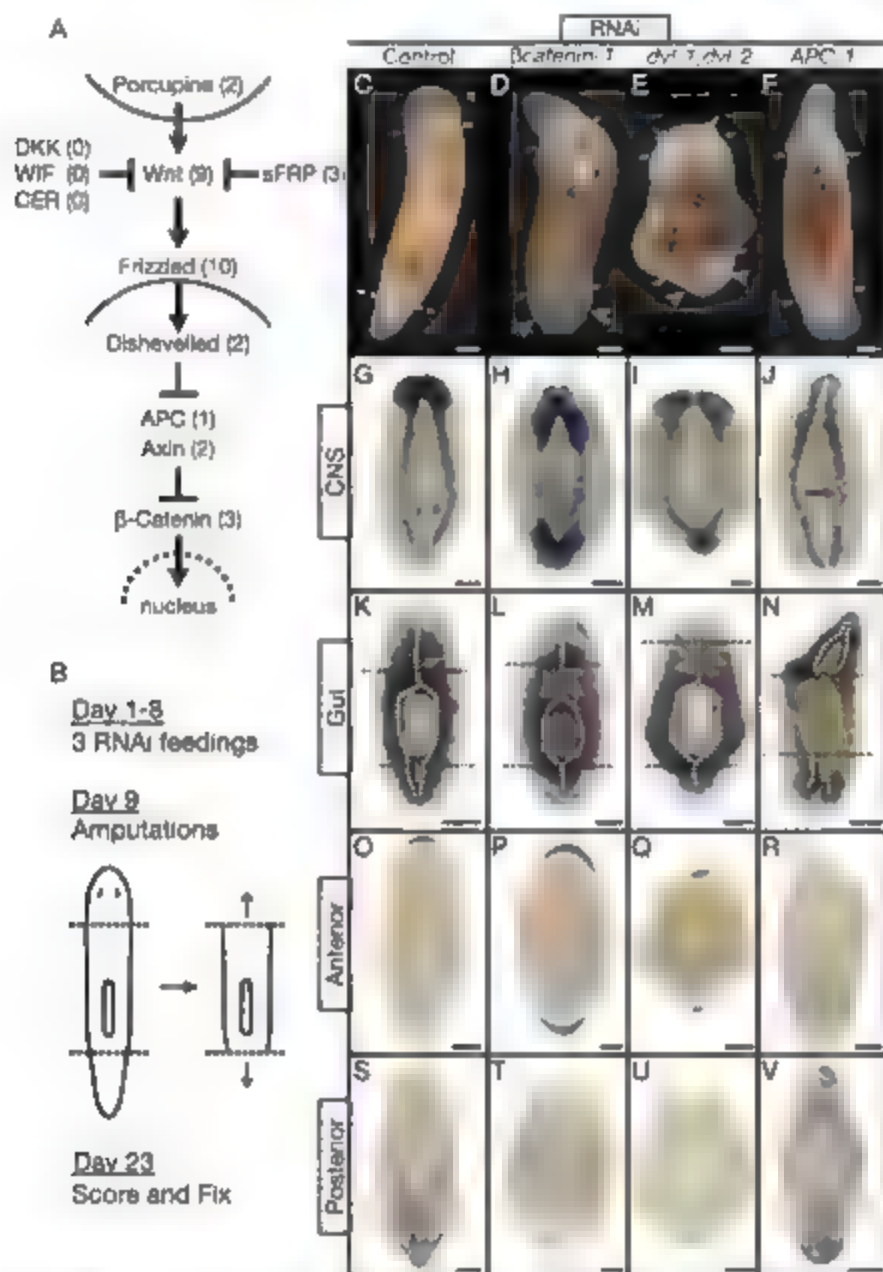 A
Porcupine (2)
DKK (0)
WIF (0)
CER (0)
Wnt (9)
sFRP (3)
Frizzled (10)
Dishevelled (2)
APC (1)
Axin (2)
β-Catenin (3)
nucleus
B
Day 1-8
3 RNAi feedings
Day 9
Amputations
Day 23
Score and Fix
RNAi
Control
βcatenin-1
dvl-1;dvl-2
APC-1
C
D
E
F
CNS
G
H
I
J
Gut
K
L
M
N
Anterior
O
P
Q
R
Posterior
S
T
U
V